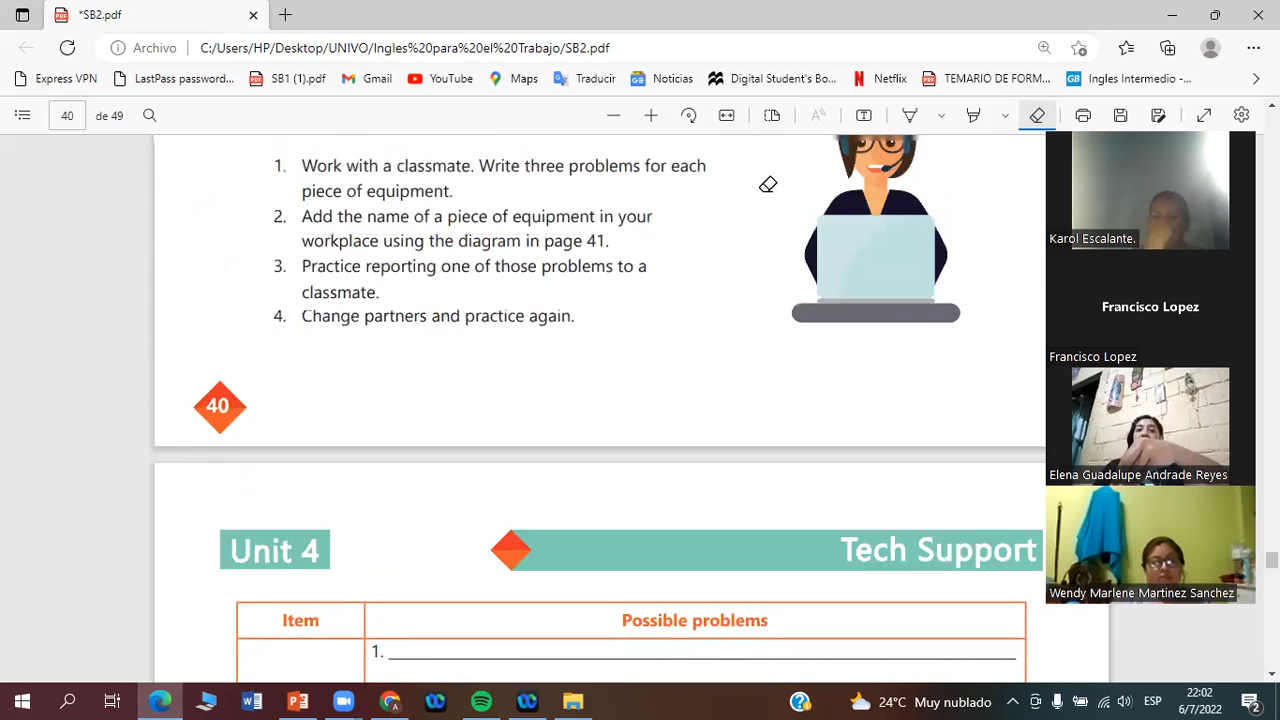 *SB2.pdf
Archivo
C:/Users/HP/Desktop/UNIVO/Ingles%20para%20el%20Trabajo/SB2.pdf
Express VPN
LastPass password...
SB1 (1).pdf
Gmail
YouTube
Maps
Traducir
Noticias
Digital Student's Bo...
Netflix
TEMARIO DE FORM...
Ingles Intermedio -...
40 de 49
1. Work with a classmate. Write three problems for each
piece of equipment.
2. Add the name of a piece of equipment in your
workplace using the diagram in page 41.
3. Practice reporting one of those problems to a
classmate.
4. Change partners and practice again.
40
Unit 4
Tech Support
Item
Possible problems
1.
Karol Escalante.
Francisco Lopez
Francisco Lopez
Elena Guadalupe Andrade Reyes
Wendy Marlene Martinez Sanchez
24°C Muy nublado
ESP
22:02
6/7/2022
2